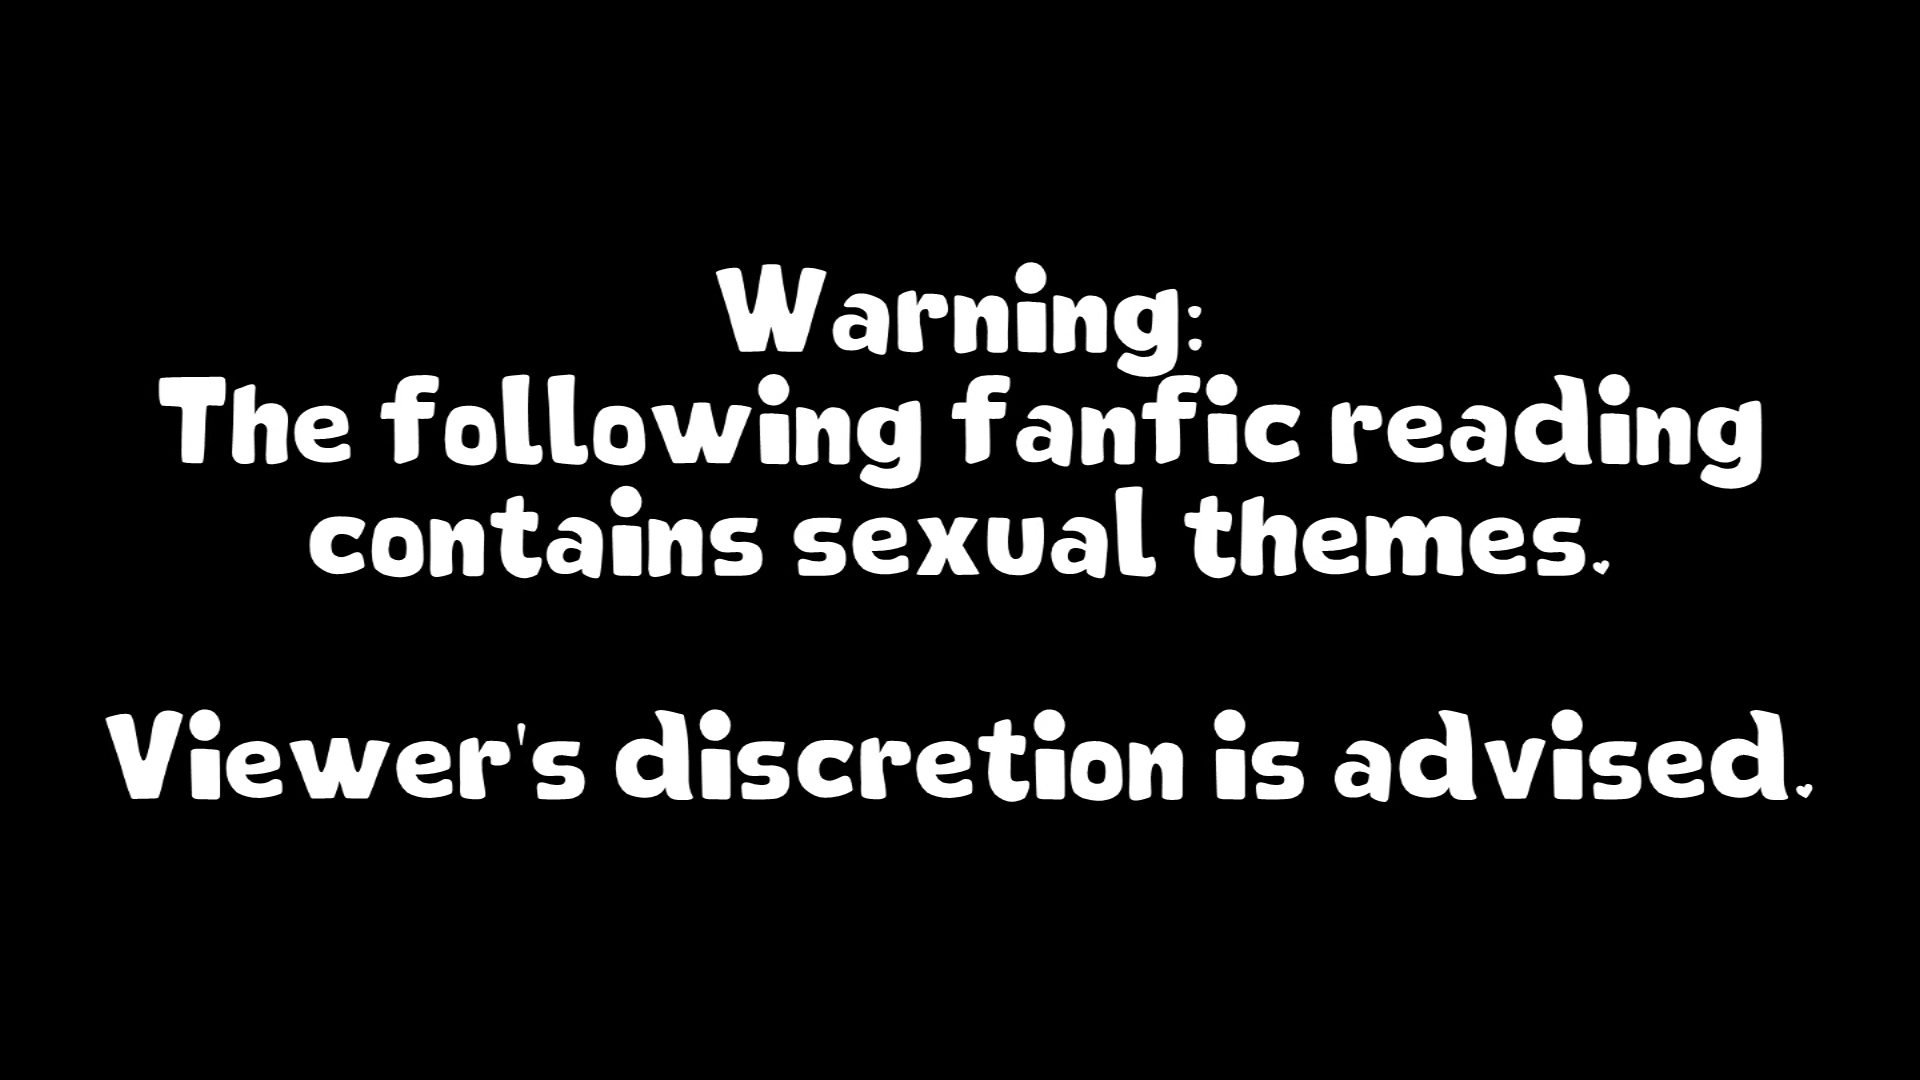 Warning:
The following fanfic reading
contains sexual themes.
Viewer's discretion is advised.